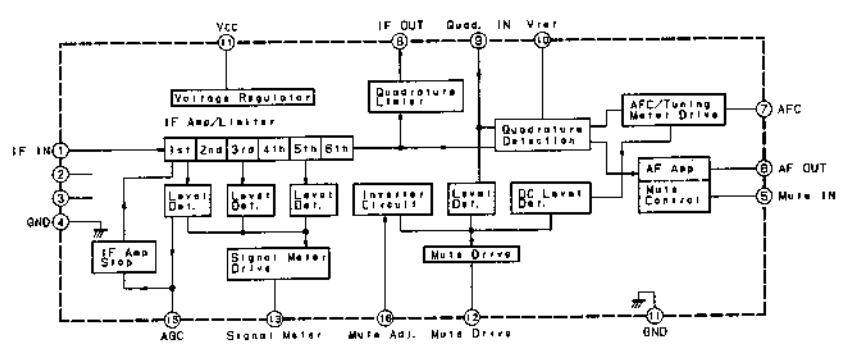 Vcc IF OUT Quad. IN Vref
11 8 9 10
Voltage Regulator
Quadrature
Limiter
AFC/Tuning
Meter Drive
7 AFC
IF Amp/Limiter
Quadrature
Detection
IF IN 1
1st 2nd 3rd 4th 5th 6th
2
AF Amp
6 AF OUT
3
Level
Det.
Level
Det.
Level
Det.
Inverter
Circuit
Level
Det.
DC Level
Det.
Mute
Control
5 Mute IN
GND 4
IF Amp
Stop
Signal Meter
Drive
Mute Drive
15 13 16 12 11
AGC Signal Meter Mute Adj. Mute Drive GND